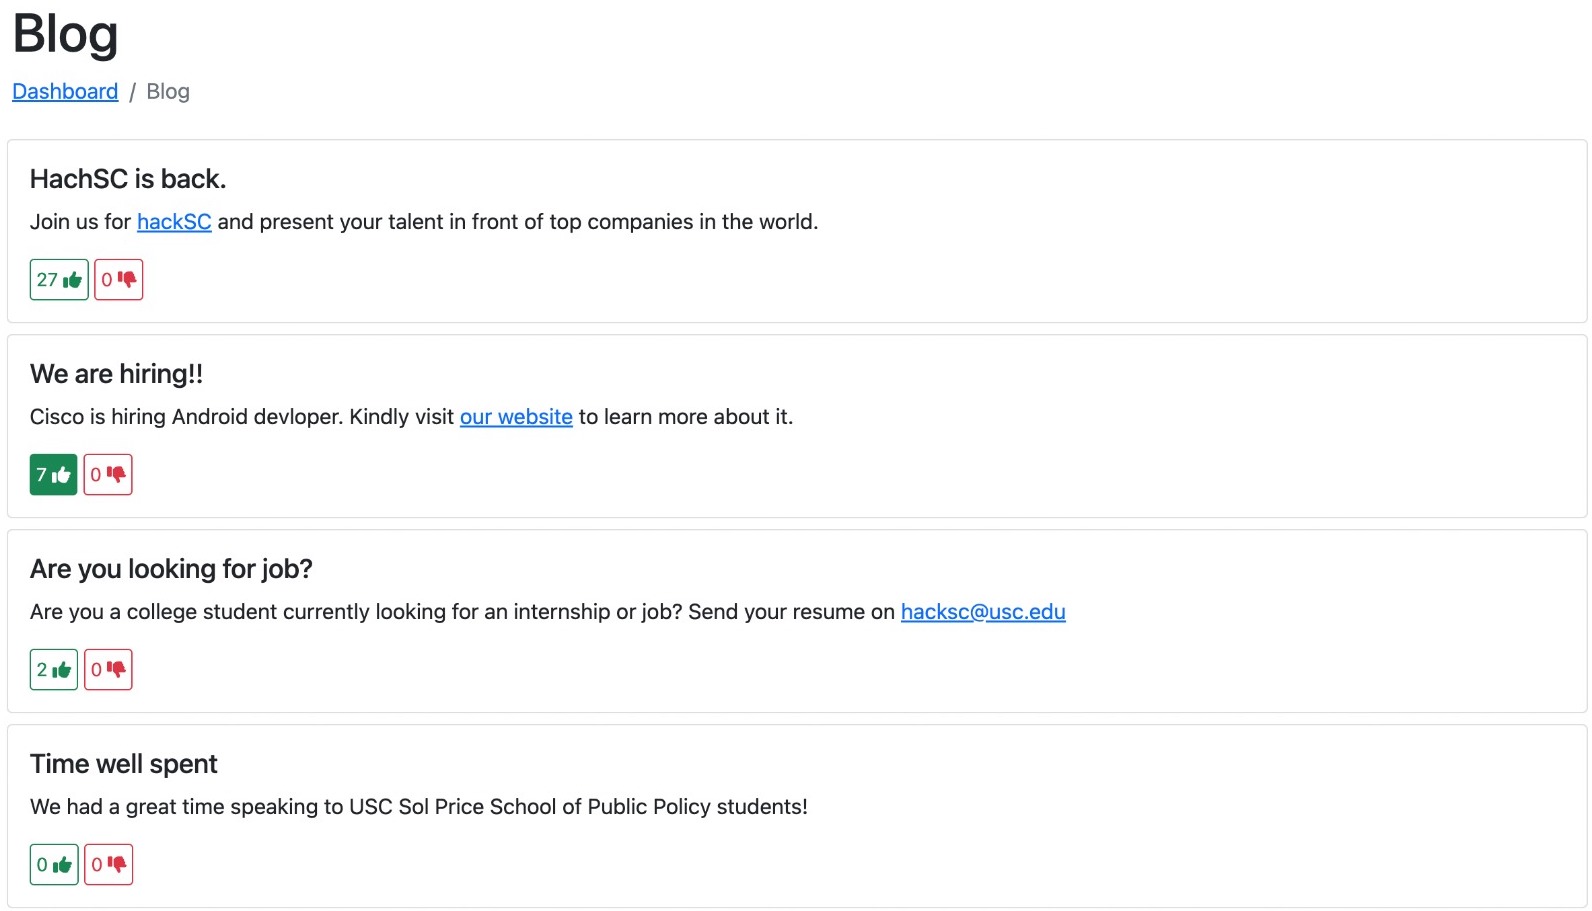 Blog
Dashboard / Blog
HachSC is back.
Join us for hackSC and present your talent in front of top companies in the world.
27 0
We are hiring!!
Cisco is hiring Android devloper. Kindly visit our website to learn more about it.
7 0
Are you looking for job?
Are you a college student currently looking for an internship or job? Send your resume on hacksc@usc.edu
2 0
Time well spent
We had a great time speaking to USC Sol Price School of Public Policy students!
0 0